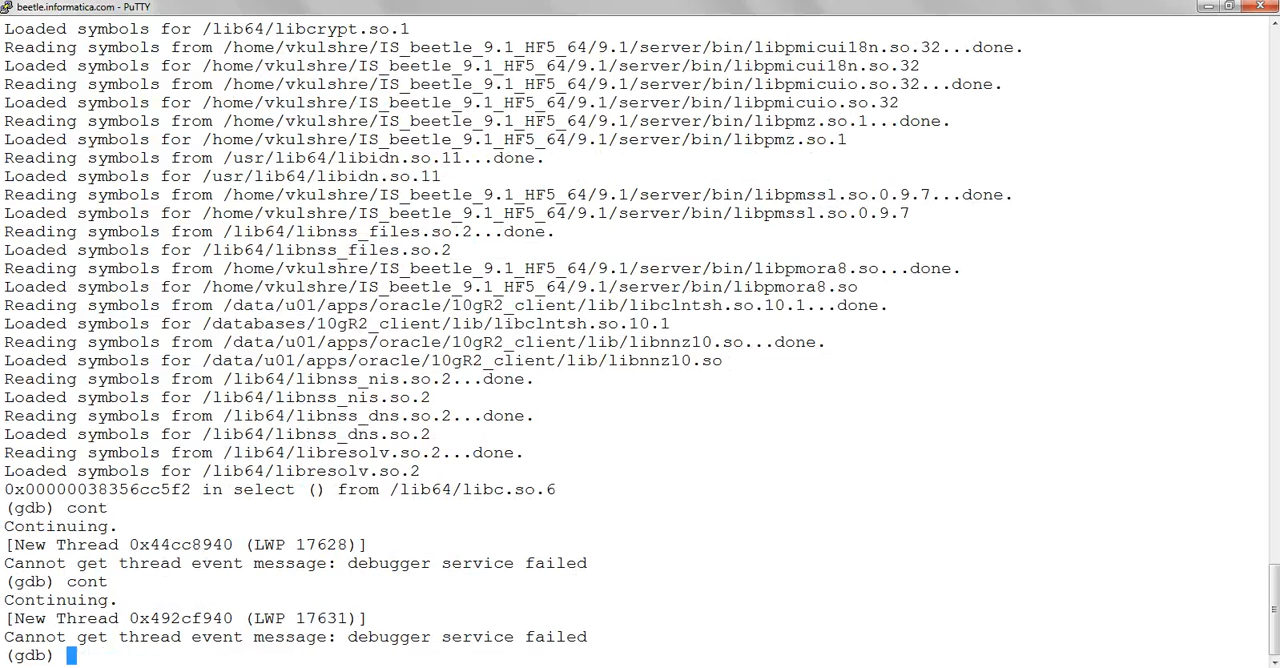 beetle.informatica.com - PuTTY
Loaded symbols for /lib64/libcrypt.so.1
Reading symbols from /home/vkulshre/IS_beetle_9.1_HF5_64/9.1/server/bin/libpmicui18n.so.32...done.
Loaded symbols for /home/vkulshre/IS_beetle_9.1_HF5_64/9.1/server/bin/libpmicui18n.so.32
Reading symbols from /home/vkulshre/IS_beetle_9.1_HF5_64/9.1/server/bin/libpmicuio.so.32...done.
Loaded symbols for /home/vkulshre/IS_beetle_9.1_HF5_64/9.1/server/bin/libpmicuio.so.32
Reading symbols from /home/vkulshre/IS_beetle_9.1_HF5_64/9.1/server/bin/libpmz.so.1...done.
Loaded symbols for /home/vkulshre/IS_beetle_9.1_HF5_64/9.1/server/bin/libpmz.so.1
Reading symbols from /usr/lib64/libidn.so.11...done.
Loaded symbols for /usr/lib64/libidn.so.11
Reading symbols from /home/vkulshre/IS_beetle_9.1_HF5_64/9.1/server/bin/libpmssl.so.0.9.7...done.
Loaded symbols for /home/vkulshre/IS_beetle_9.1_HF5_64/9.1/server/bin/libpmssl.so.0.9.7
Reading symbols from /lib64/libnss_files.so.2...done.
Loaded symbols for /lib64/libnss_files.so.2
Reading symbols from /home/vkulshre/IS_beetle_9.1_HF5_64/9.1/server/bin/libpmora8.so...done.
Loaded symbols for /home/vkulshre/IS_beetle_9.1_HF5_64/9.1/server/bin/libpmora8.so
Reading symbols from /data/u01/apps/oracle/10gR2_client/lib/libclntsh.so.10.1...done.
Loaded symbols for /databases/10gR2_client/lib/libclntsh.so.10.1
Reading symbols from /data/u01/apps/oracle/10gR2_client/lib/libnnz10.so...done.
Loaded symbols for /data/u01/apps/oracle/10gR2_client/lib/libnnz10.so
Reading symbols from /lib64/libnss_nis.so.2...done.
Loaded symbols for /lib64/libnss_nis.so.2
Reading symbols from /lib64/libnss_dns.so.2...done.
Loaded symbols for /lib64/libnss_dns.so.2
Reading symbols from /lib64/libresolv.so.2...done.
Loaded symbols for /lib64/libresolv.so.2
0x00000038356cc5f2 in select () from /lib64/libc.so.6
(gdb) cont
Continuing.
[New Thread 0x44cc8940 (LWP 17628)]
Cannot get thread event message: debugger service failed
(gdb) cont
Continuing.
[New Thread 0x492cf940 (LWP 17631)]
Cannot get thread event message: debugger service failed
(gdb)